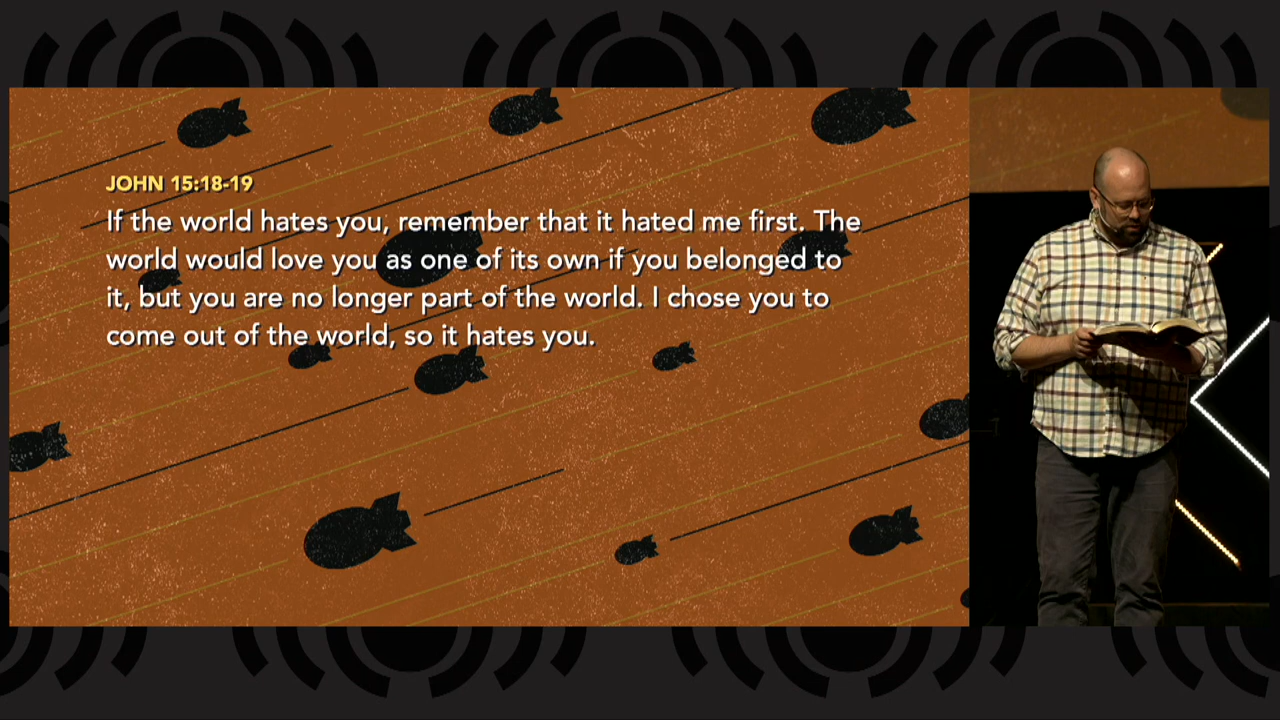 JOHN 15:18-19
If the world hates you, remember that it hated me first. The
world would love you as one of its own if you belonged to
it, but you are no longer part of the world. I chose you to
come out of the world, so it hates you.